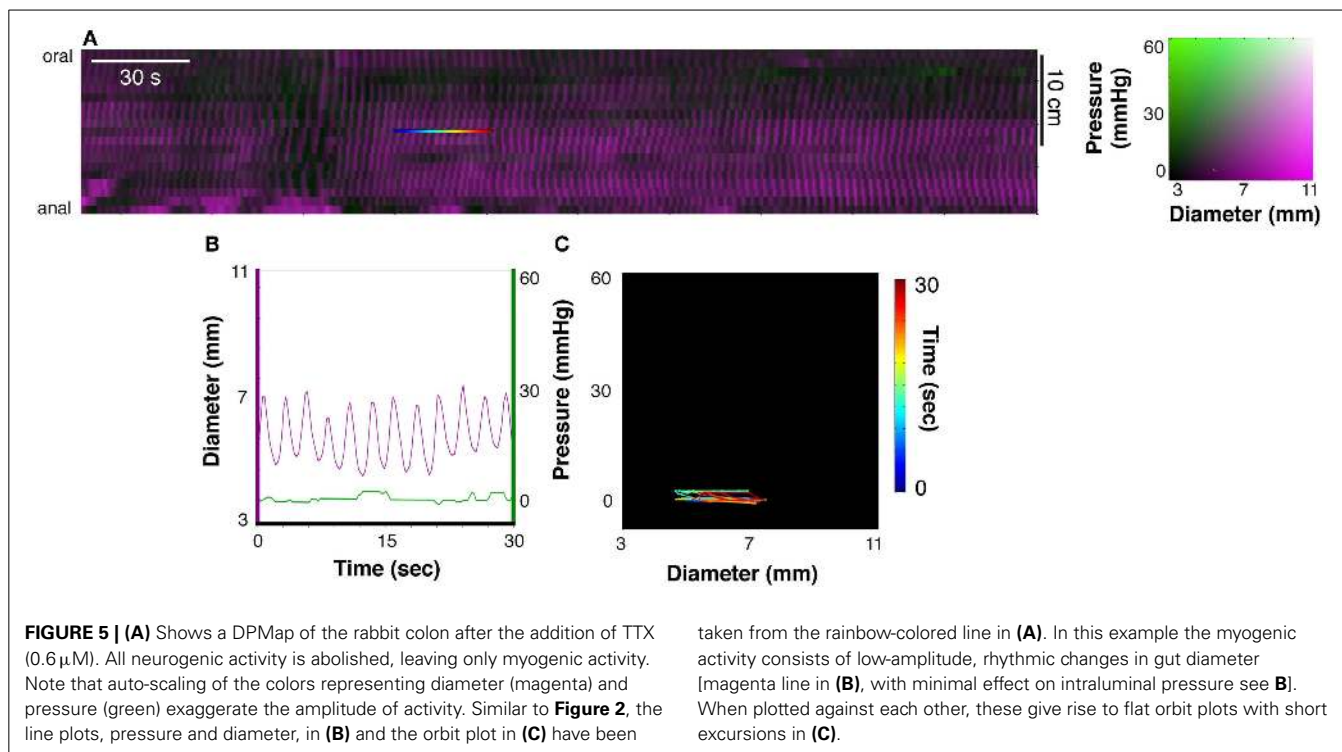 A
oral
30 s
anal
10 cm
Pressure
(mmHg)
60
30
0
3 7 11
Diameter (mm)
B
11
7
3
Diameter (mm)
60
30
0
Pressure (mmHg)
0 15 30
Time (sec)
C
60
30
0
3 7 11
Diameter (mm)
30
0
Time (sec)
FIGURE 5 | (A) Shows a DPMap of the rabbit colon after the addition of TTX
(0.6 μM). All neurogenic activity is abolished, leaving only myogenic activity.
Note that auto-scaling of the colors representing diameter (magenta) and
pressure (green) exaggerate the amplitude of activity. Similar to Figure 2, the
line plots, pressure and diameter, in (B) and the orbit plot in (C) have been
taken from the rainbow-colored line in (A). In this example the myogenic
activity consists of low-amplitude, rhythmic changes in gut diameter
[magenta line in (B), with minimal effect on intraluminal pressure see B].
When plotted against each other, these give rise to flat orbit plots with short
excursions in (C).